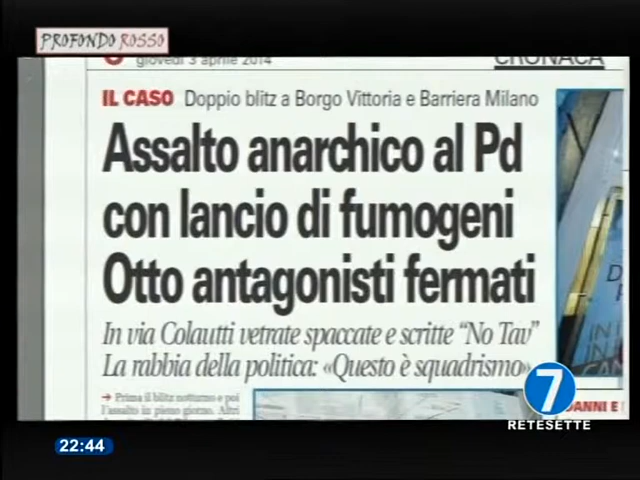 PROFONDO ROSSO
giovedì 3 aprile 2014
CRONACA
IL CASO Doppio blitz a Borgo Vittoria e Barriera Milano
Assalto anarchico al Pd
con lancio di fumogeni
Otto antagonisti fermati
In via Colautti vetrate spaccate e scritte “No Tav”
La rabbia della politica: «Questo è squadrismo»
→ Prima il blitz notturno e poi
l'assalto in pieno giorno. Altri
DANNI E
7
RETESETTE
22:44